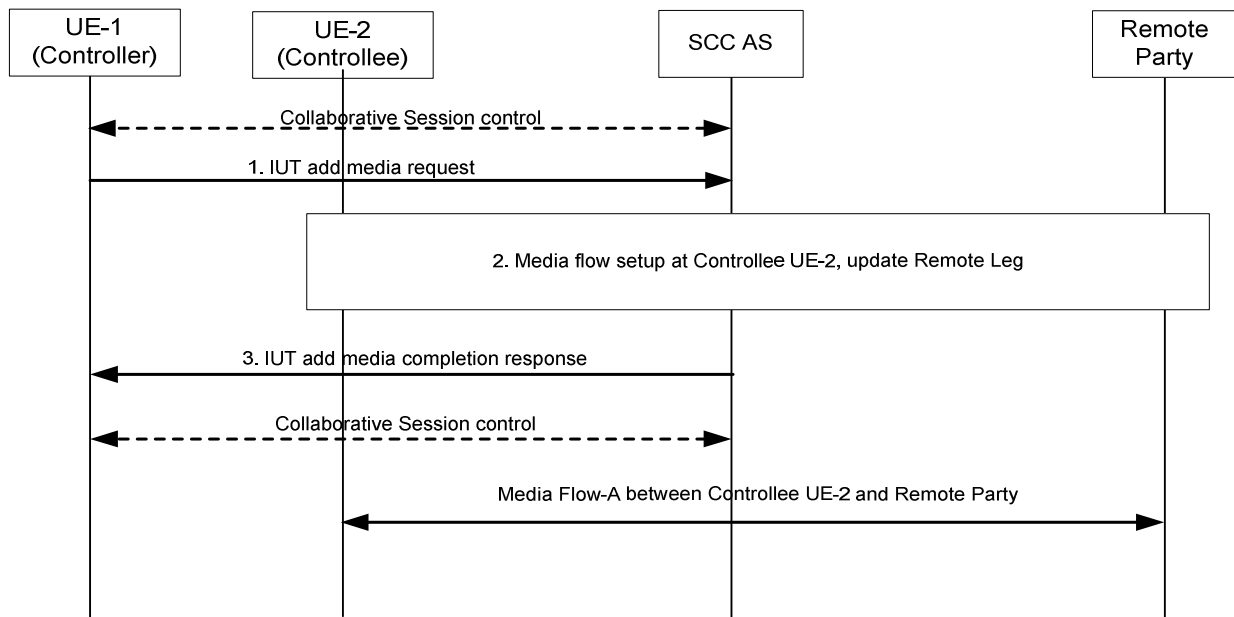 UE-1
(Controller)
UE-2
(Controllee)
SCC AS
Remote
Party
Collaborative Session control
1. IUT add media request
2. Media flow setup at Controllee UE-2, update Remote Leg
3. IUT add media completion response
Collaborative Session control
Media Flow-A between Controllee UE-2 and Remote Party